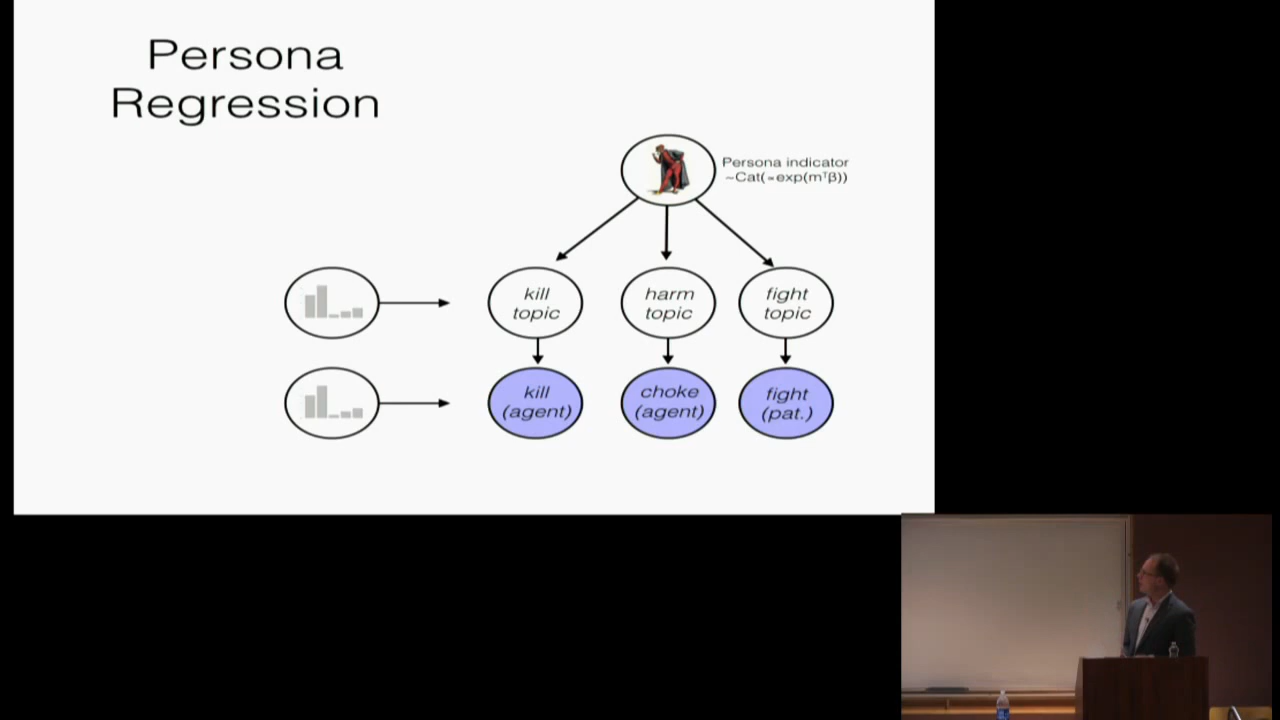 Persona
Regression
Persona indicator
~Cat(∝exp(mᵀβ))
kill
topic
harm
topic
fight
topic
kill
(agent)
choke
(agent)
fight
(pat.)